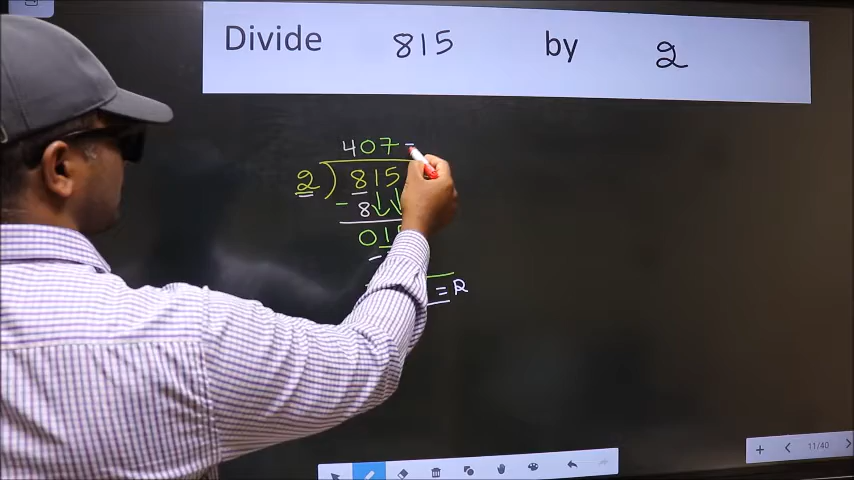 Divide 815 by 2
407 =
2 ) 815
- 8
01
-
= R
11/40